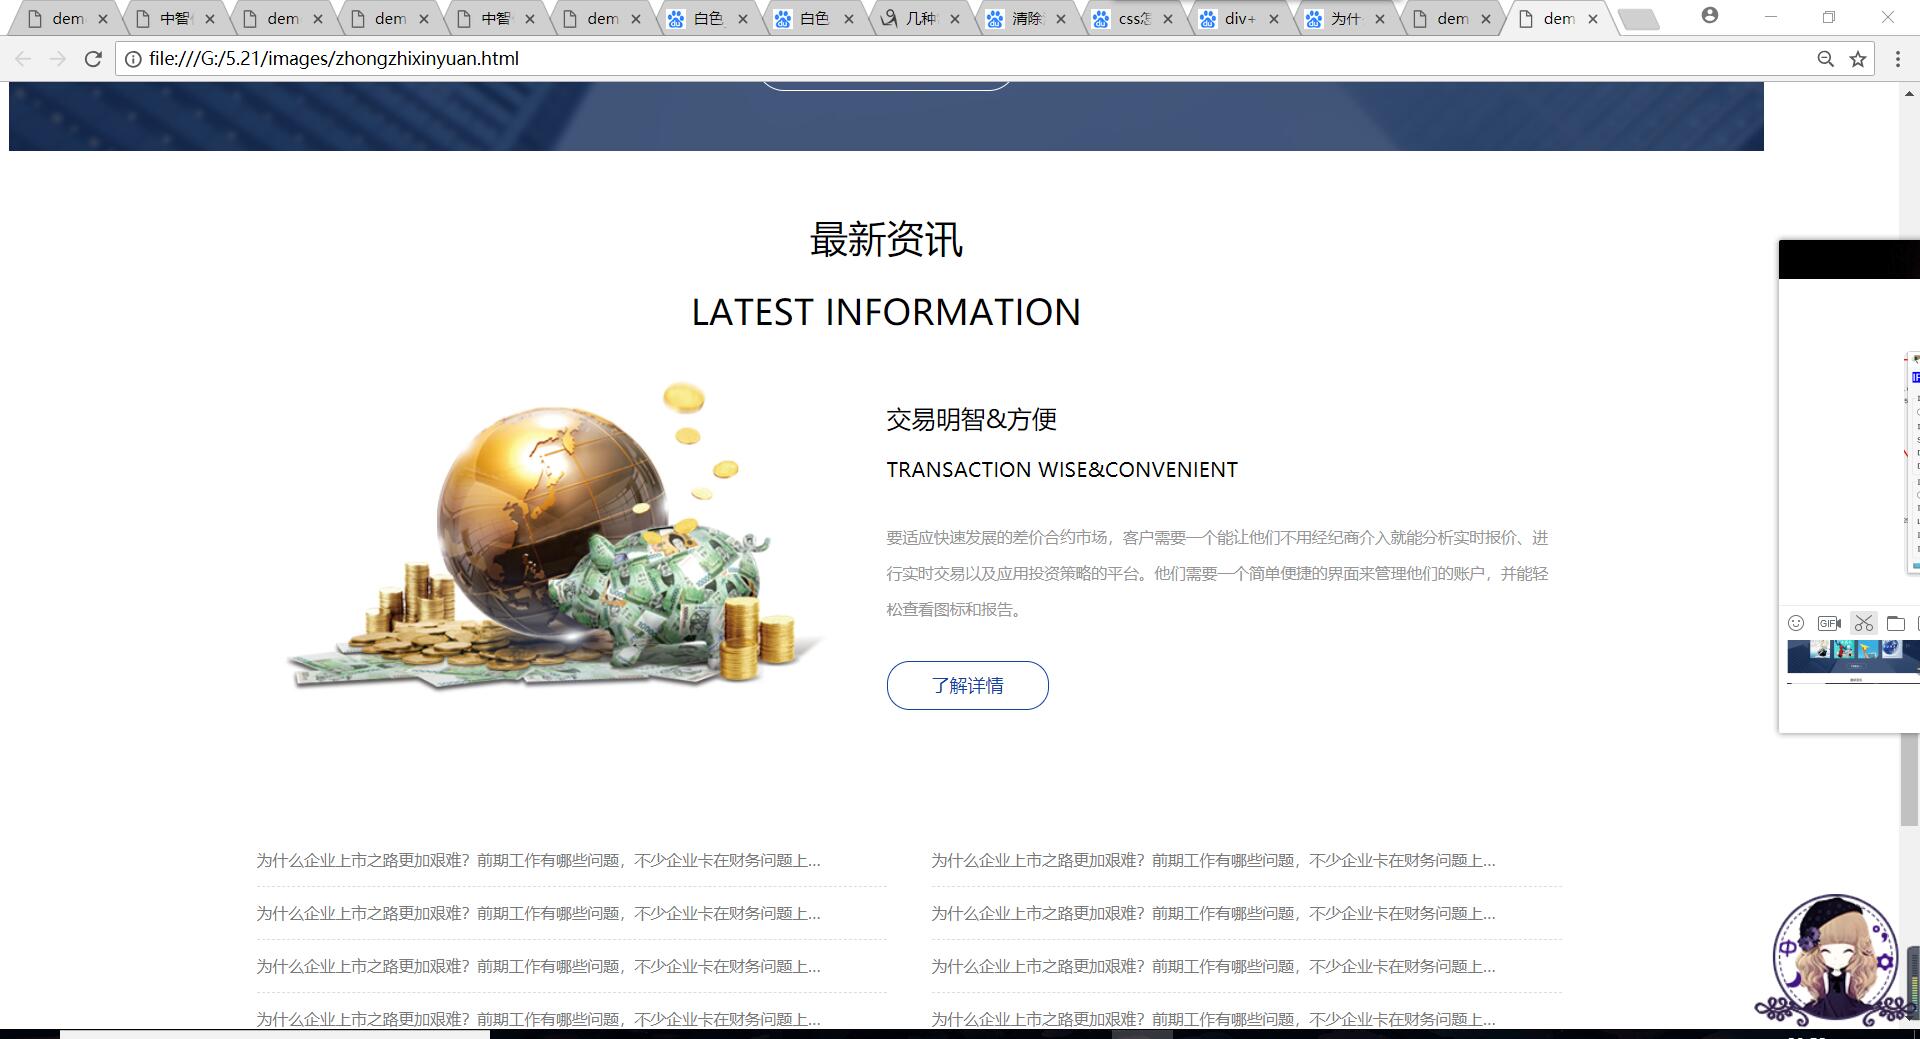 dem
中智
dem
dem
中智
dem
白色
白色
几种
清除
css怎
div+
为什
dem
dem
file:///G:/5.21/images/zhongzhixinyuan.html
最新资讯
LATEST INFORMATION
交易明智&方便
TRANSACTION WISE&CONVENIENT
要适应快速发展的差价合约市场，客户需要一个能让他们不用经纪商介入就能分析实时报价、进
行实时交易以及应用投资策略的平台。他们需要一个简单便捷的界面来管理他们的账户，并能轻
松查看图标和报告。
了解详情
GIF
为什么企业上市之路更加艰难？前期工作有哪些问题，不少企业卡在财务问题上...
为什么企业上市之路更加艰难？前期工作有哪些问题，不少企业卡在财务问题上...
为什么企业上市之路更加艰难？前期工作有哪些问题，不少企业卡在财务问题上...
为什么企业上市之路更加艰难？前期工作有哪些问题，不少企业卡在财务问题上...
为什么企业上市之路更加艰难？前期工作有哪些问题，不少企业卡在财务问题上...
为什么企业上市之路更加艰难？前期工作有哪些问题，不少企业卡在财务问题上...
为什么企业上市之路更加艰难？前期工作有哪些问题，不少企业卡在财务问题上...
为什么企业上市之路更加艰难？前期工作有哪些问题，不少企业卡在财务问题上...
中